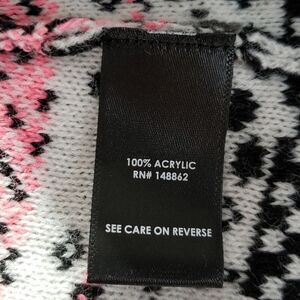 100% ACRYLIC
RN# 148862
SEE CARE ON REVERSE